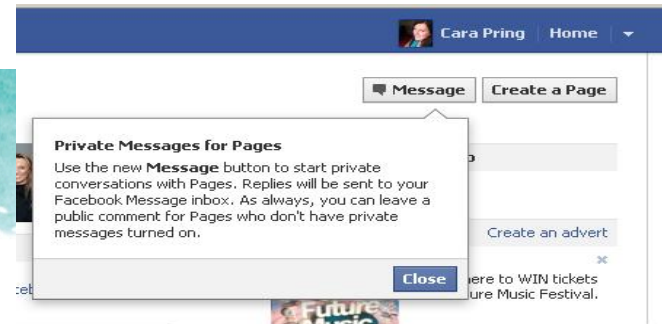 Cara Pring Home
Message Create a Page
Private Messages for Pages
Use the new Message button to start private
conversations with Pages. Replies will be sent to your
Facebook Message inbox. As always, you can leave a
public comment for Pages who don't have private
messages turned on.
Create an advert
Close
here to WIN tickets
ure Music Festival.
Future
Music